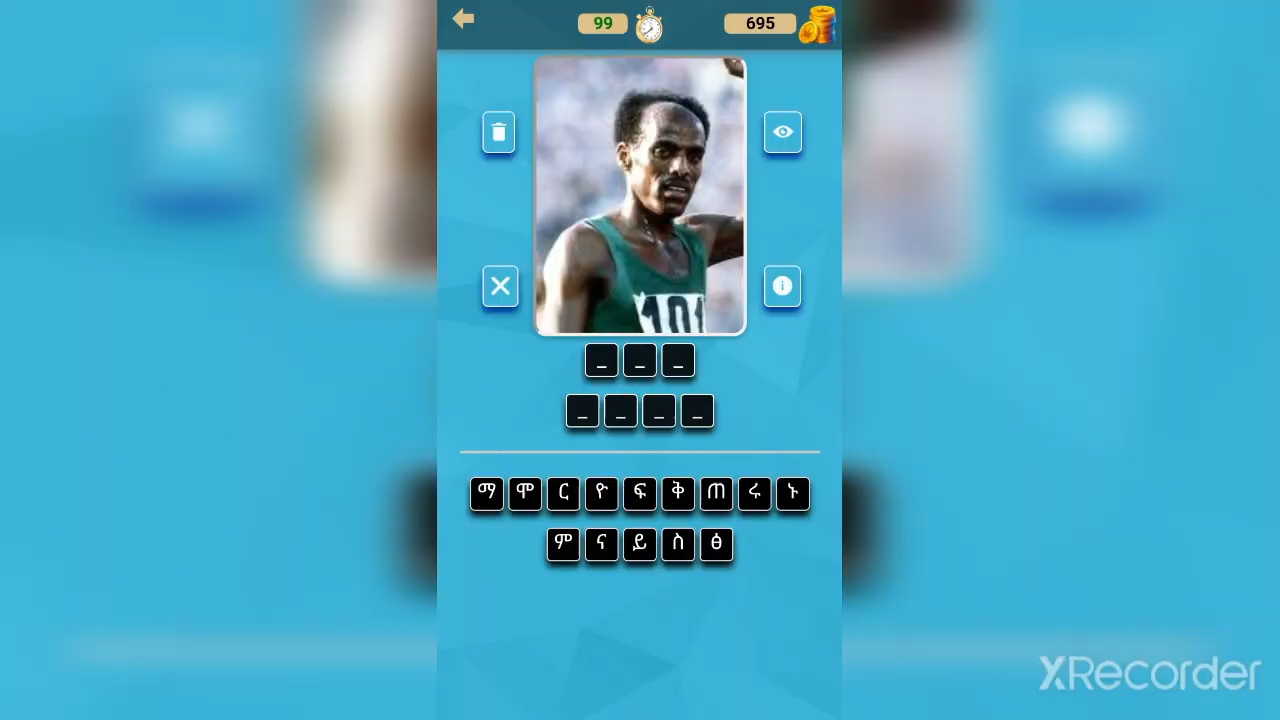 99 695
101
_ _ _
_ _ _ _
ማ ሞ ር ዮ ፍ ቅ ጠ ሩ ኑ
ም ና ይ ስ ፅ
XRecorder